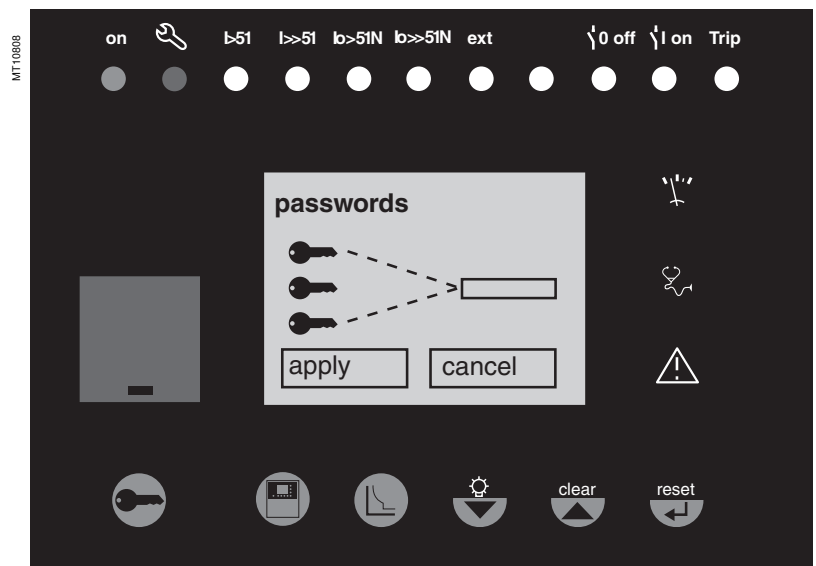 MT10808
on I>51 I>>51 Io>51N Io>>51N ext 0 off I on Trip
passwords
apply cancel
clear reset